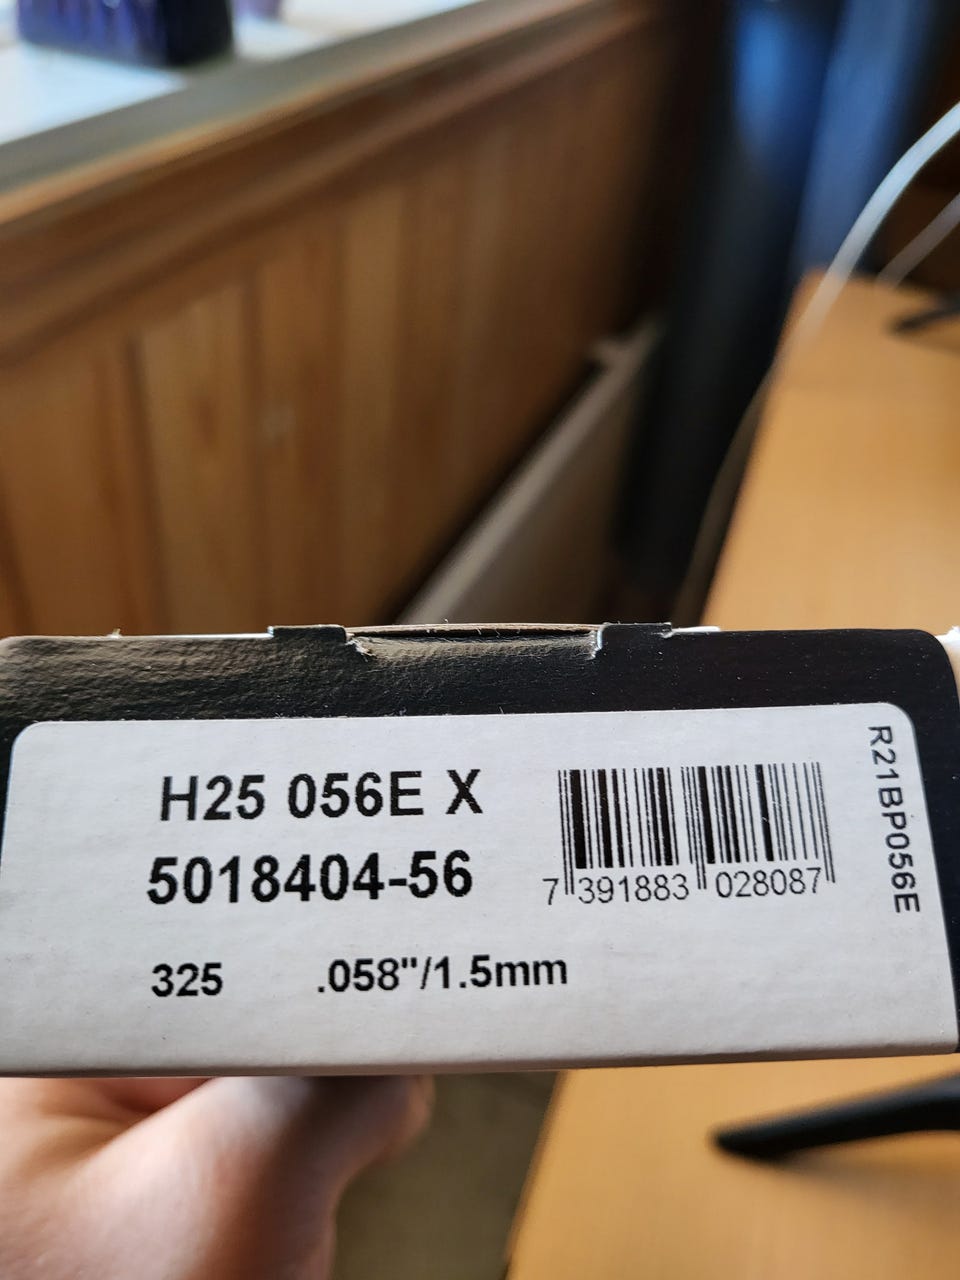 H25 056E X
5018404-56
325 .058"/1.5mm
7 391883 028087
R21BP056E